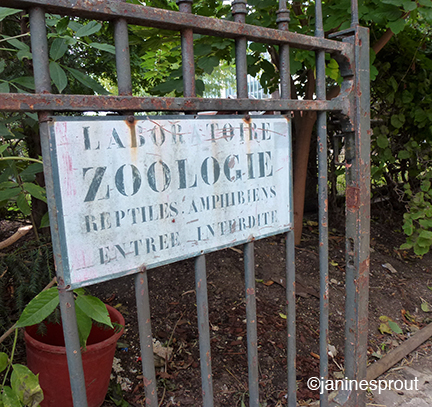 LABORATOIRE
ZOOLOGIE
REPTILES. AMPHIBIENS
ENTREE INTERDITE
©janinesprout